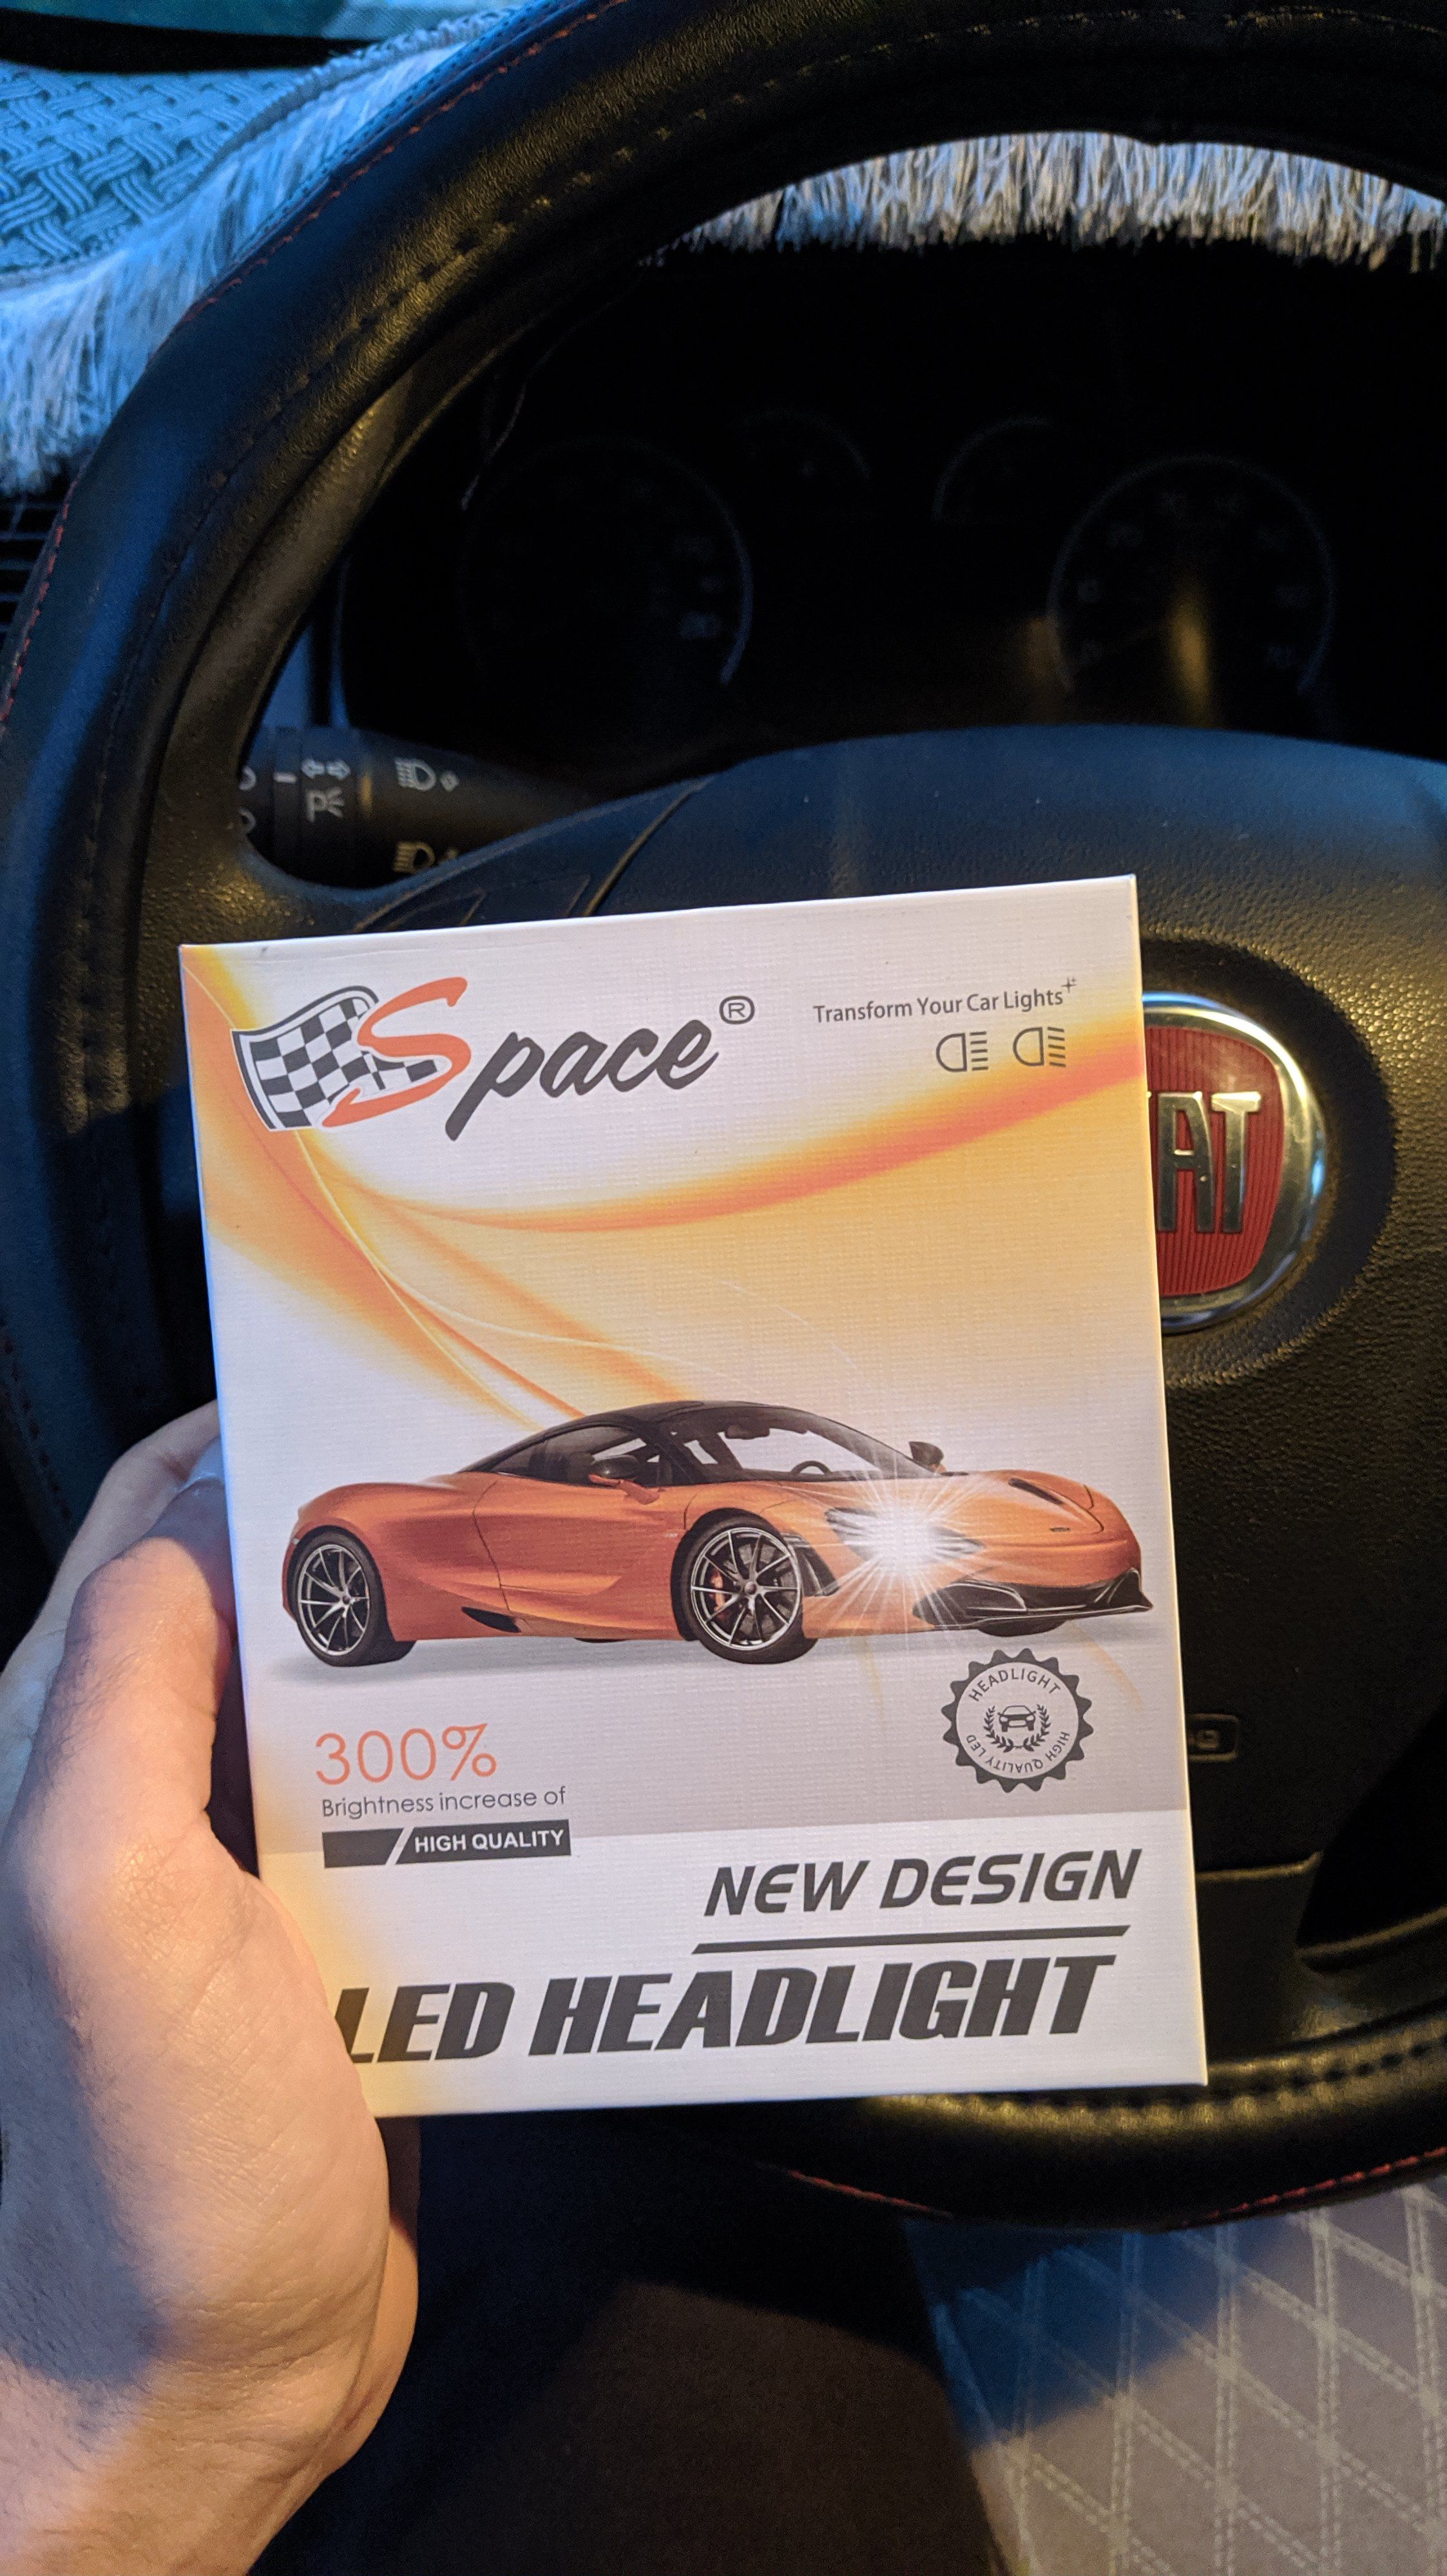 Space®
Transform Your Car Lights+
FIAT
300%
Brightness increase of
HIGH QUALITY
HEADLIGHT
HIGH QUALITY LED
NEW DESIGN
LED HEADLIGHT